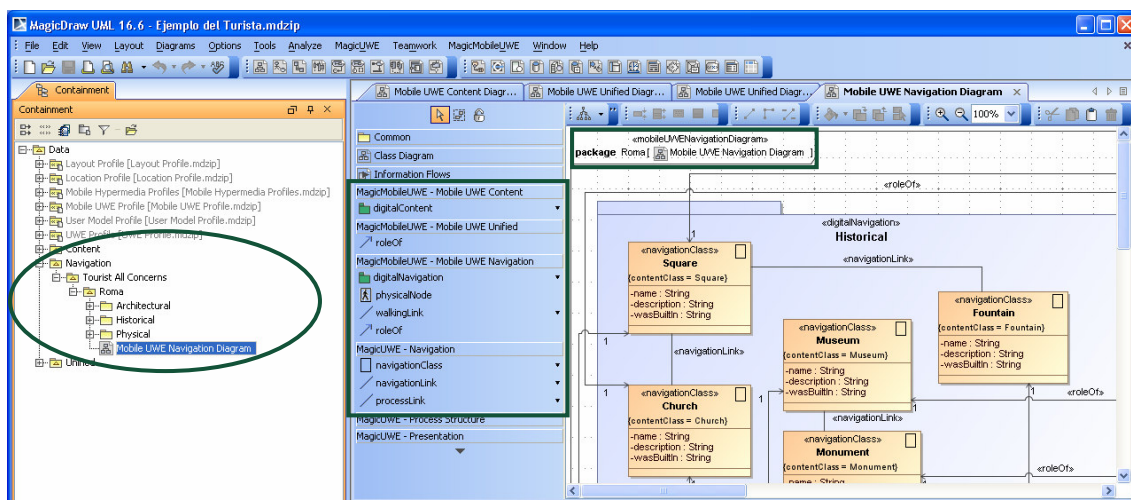 MagicDraw UML 16.6 - Ejemplo del Turista.mdzip
File Edit View Layout Diagrams Options Tools Analyze MagicUWE Teamwork MagicMobileUWE Window Help
Containment
Containment
Data
Layout Profile [Layout Profile.mdzip]
Location Profile [Location Profile.mdzip]
Mobile Hypermedia Profiles [Mobile Hypermedia Profiles.mdzip]
Mobile UWE Profile [Mobile UWE Profile.mdzip]
User Model Profile [User Model Profile.mdzip]
UWE Profile [UWE Profile.mdzip]
Content
Navigation
Tourist All Concerns
Roma
Architectural
Historical
Physical
Mobile UWE Navigation Diagram
Unified
Mobile UWE Content Diagr...
Mobile UWE Unified Diagr...
Mobile UWE Unified Diagr...
Mobile UWE Navigation Diagram
100%
Common
Class Diagram
Information Flows
MagicMobileUWE - Mobile UWE Content
digitalContent
MagicMobileUWE - Mobile UWE Unified
roleOf
MagicMobileUWE - Mobile UWE Navigation
digitalNavigation
physicalNode
walkingLink
roleOf
MagicUWE - Navigation
navigationClass
navigationLink
processLink
MagicUWE - Process Structure
MagicUWE - Presentation
«mobileUWENavigationDiagram»
package Roma[ Mobile UWE Navigation Diagram ]
«roleOf»
«digitalNavigation»
Historical
1
«navigationClass»
Square
{contentClass = Square}
-name : String
-description : String
-wasBuiltIn : String
«navigationLink»
«navigationClass»
Fountain
{contentClass = Fountain}
-name : String
-description : String
-wasBuiltIn : String
«navigationClass»
Museum
{contentClass = Museum}
-name : String
-description : String
-wasBuiltIn : String
1
«navigationLink»
1
«navigationClass»
Church
{contentClass = Church}
-name : String
-description : String
-wasBuiltIn : String
1
1
1
«roleOf»
«navigationLink»
«navigationClass»
Monument
{contentClass = Monument}
-name : String
«roleOf»